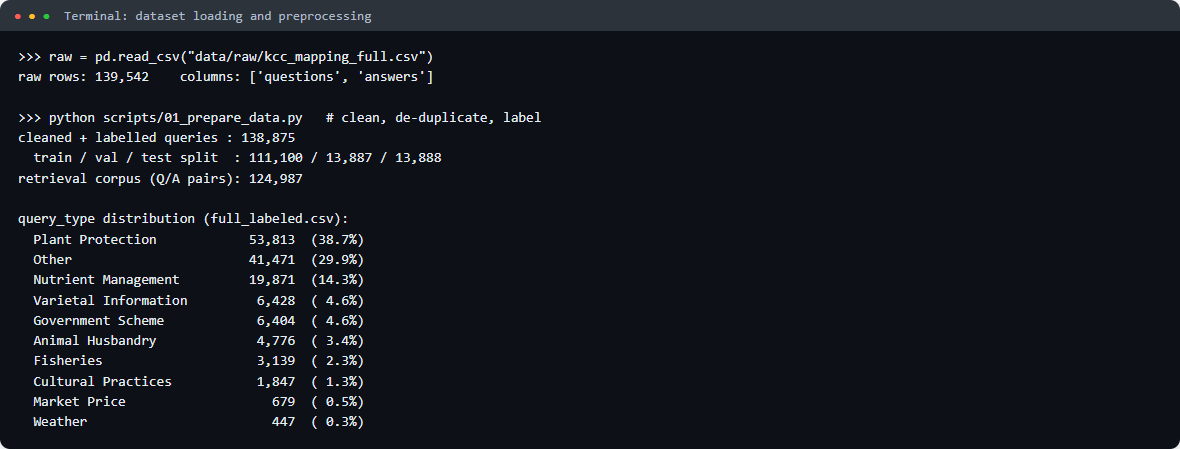 Terminal: dataset loading and preprocessing
>>> raw = pd.read_csv("data/raw/kcc_mapping_full.csv")
raw rows: 139,542    columns: ['questions', 'answers']
>>> python scripts/01_prepare_data.py   # clean, de-duplicate, label
cleaned + labelled queries : 138,875
  train / val / test split  : 111,100 / 13,887 / 13,888
retrieval corpus (Q/A pairs): 124,987
query_type distribution (full_labeled.csv):
  Plant Protection            53,813  (38.7%)
  Other                       41,471  (29.9%)
  Nutrient Management         19,871  (14.3%)
  Varietal Information         6,428  ( 4.6%)
  Government Scheme            6,404  ( 4.6%)
  Animal Husbandry             4,776  ( 3.4%)
  Fisheries                    3,139  ( 2.3%)
  Cultural Practices           1,847  ( 1.3%)
  Market Price                   679  ( 0.5%)
  Weather                        447  ( 0.3%)